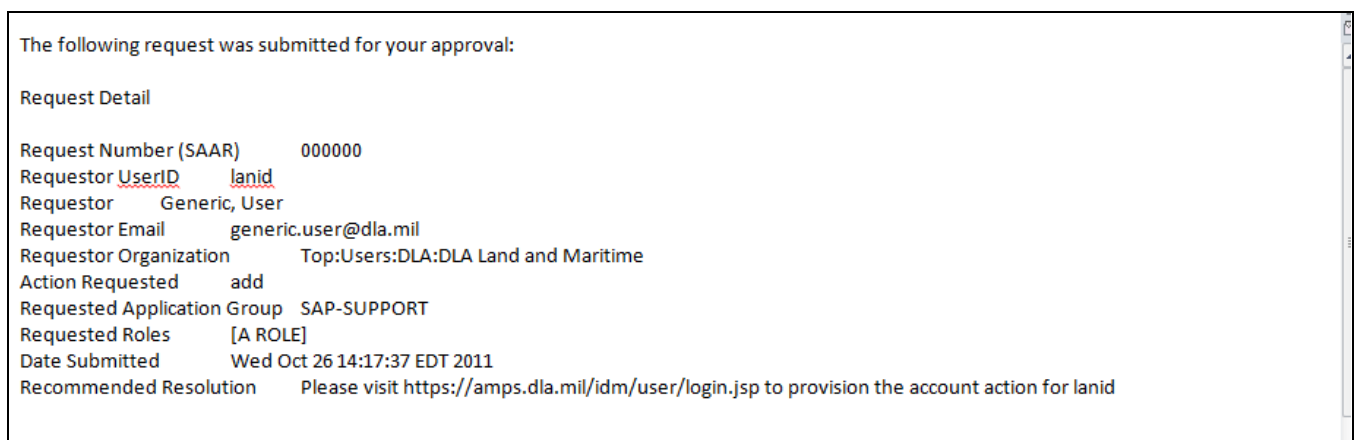 The following request was submitted for your approval:
Request Detail
Request Number (SAAR) 000000
Requestor UserID lanid
Requestor Generic, User
Requestor Email generic.user@dla.mil
Requestor Organization Top:Users:DLA:DLA Land and Maritime
Action Requested add
Requested Application Group SAP-SUPPORT
Requested Roles [A ROLE]
Date Submitted Wed Oct 26 14:17:37 EDT 2011
Recommended Resolution Please visit https://amps.dla.mil/idm/user/login.jsp to provision the account action for lanid